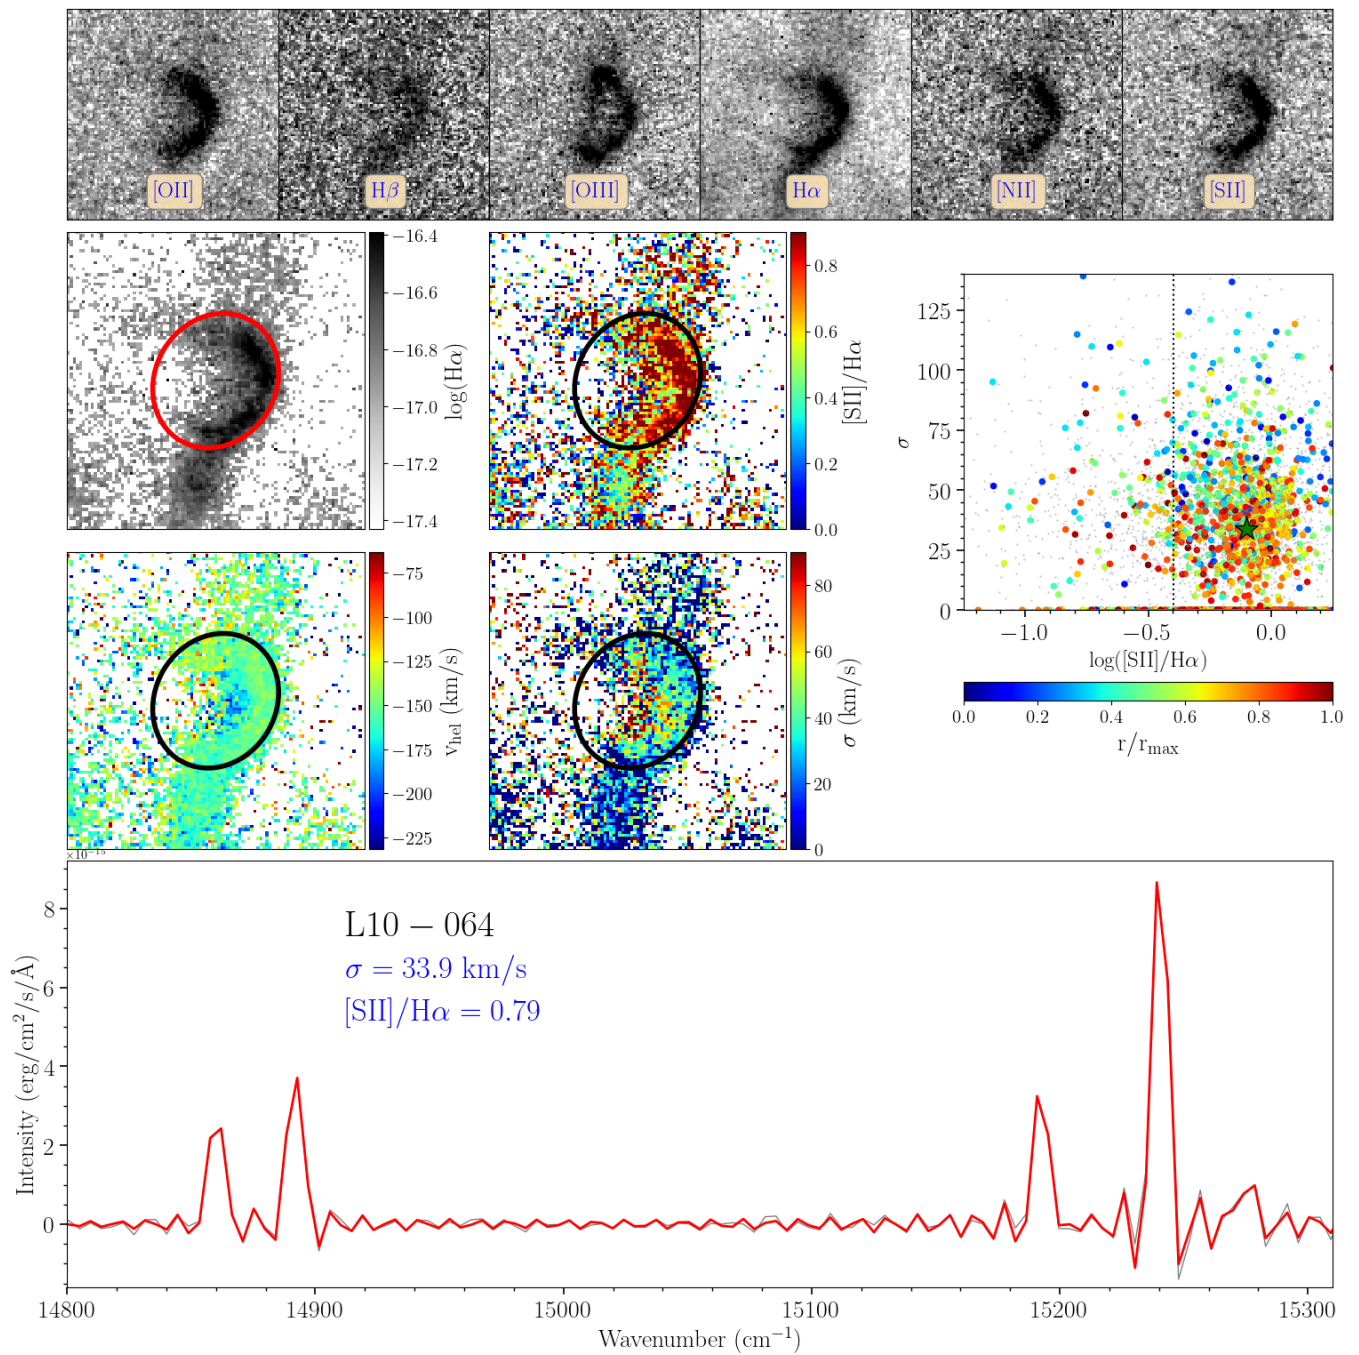 [OII] Hβ [OIII] Hα [NII] [SII]
−16.4
−16.6
−16.8
−17.0
−17.2
−17.4
log(Hα)
0.8
0.6
0.4
0.2
0.0
[SII]/Hα
125
100
75
50
25
0
σ
−1.0 −0.5 0.0
log([SII]/Hα)
0.0 0.2 0.4 0.6 0.8 1.0
r/rmax
−75
−100
−125
−150
−175
−200
−225
vhel (km/s)
80
60
40
20
0
σ (km/s)
×10−15
8
6
4
2
0
Intensity (erg/cm2/s/Å)
L10 − 064
σ = 33.9 km/s
[SII]/Hα = 0.79
14800 14900 15000 15100 15200 15300
Wavenumber (cm−1)